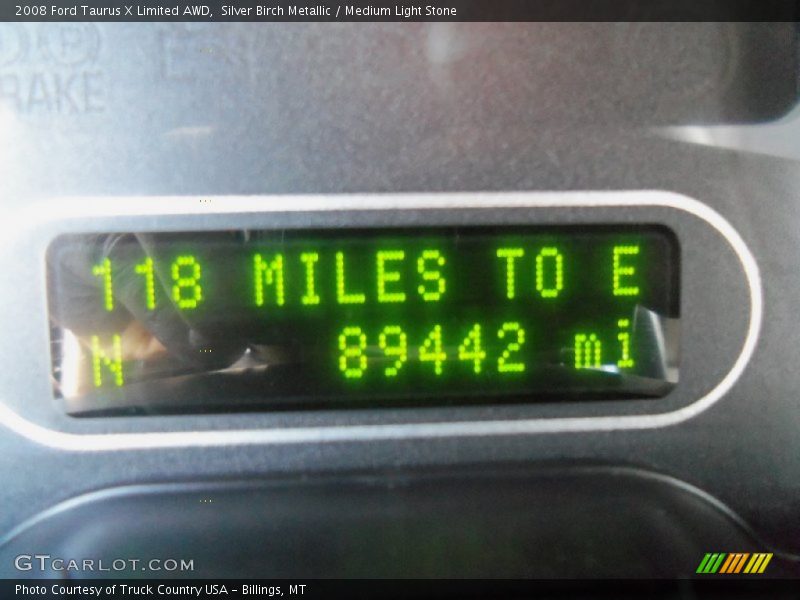 2008 Ford Taurus X Limited AWD, Silver Birch Metallic / Medium Light Stone
BRAKE
118 MILES TO E
N 89442 mi
GTCARLOT.COM
Photo Courtesy of Truck Country USA - Billings, MT